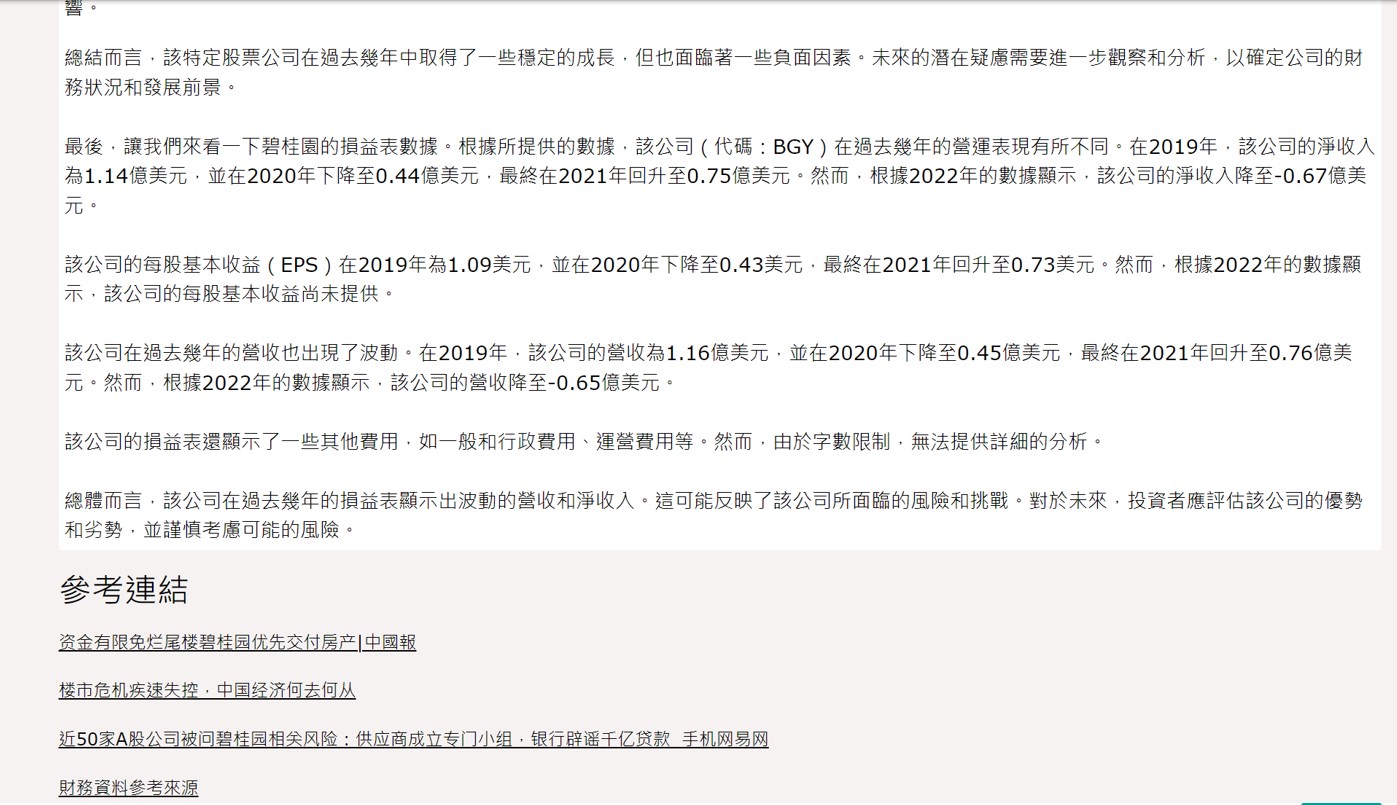 響。
總結而言，該特定股票公司在過去幾年中取得了一些穩定的成長，但也面臨著一些負面因素。未來的潛在疑慮需要進一步觀察和分析，以確定公司的財
務狀況和發展前景。
最後，讓我們來看一下碧桂園的損益表數據。根據所提供的數據，該公司（代碼：BGY）在過去幾年的營運表現有所不同。在2019年，該公司的淨收入
為1.14億美元，並在2020年下降至0.44億美元，最終在2021年回升至0.75億美元。然而，根據2022年的數據顯示，該公司的淨收入降至-0.67億美
元。
該公司的每股基本收益（EPS）在2019年為1.09美元，並在2020年下降至0.43美元，最終在2021年回升至0.73美元。然而，根據2022年的數據顯
示，該公司的每股基本收益尚未提供。
該公司在過去幾年的營收也出現了波動。在2019年，該公司的營收為1.16億美元，並在2020年下降至0.45億美元，最終在2021年回升至0.76億美
元。然而，根據2022年的數據顯示，該公司的營收降至-0.65億美元。
該公司的損益表還顯示了一些其他費用，如一般和行政費用、運營費用等。然而，由於字數限制，無法提供詳細的分析。
總體而言，該公司在過去幾年的損益表顯示出波動的營收和淨收入。這可能反映了該公司所面臨的風險和挑戰。對於未來，投資者應評估該公司的優勢
和劣勢，並謹慎考慮可能的風險。
參考連結
资金有限免烂尾楼碧桂园优先交付房产|中國報
楼市危机疾速失控，中国经济何去何从
近50家A股公司被问碧桂园相关风险：供应商成立专门小组，银行辟谣千亿贷款_手机网易网
財務資料參考來源